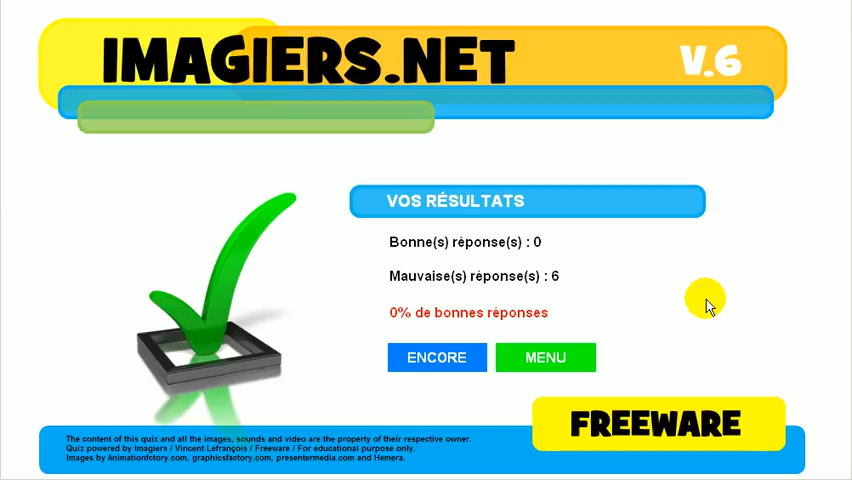 IMAGIERS.NET
V.6
VOS RÉSULTATS
Bonne(s) réponse(s) : 0
Mauvaise(s) réponse(s) : 6
0% de bonnes réponses
ENCORE
MENU
FREEWARE
The content of this quiz and all the images, sounds and video are the property of their respective owner.
Quiz powered by Imagiers / Vincent Lefrançois / Freeware / For educational purpose only.
Images by Animationfctory.com, graphicsfactory.com, presentermedia.com and Hemera.